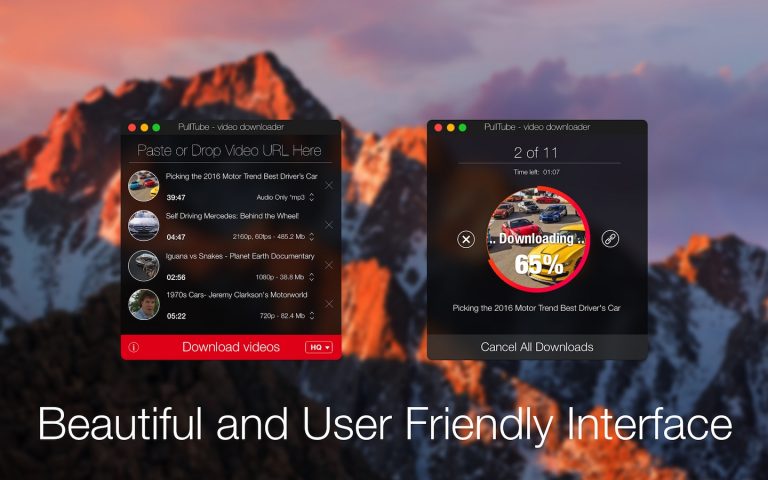 PullTube - video downloader
Paste or Drop Video URL Here
Picking the 2016 Motor Trend Best Driver's Car
39:47 Audio Only *mp3
Self Driving Mercedes: Behind the Wheel!
04:47 2160p, 60fps - 485.2 Mb
Iguana vs Snakes - Planet Earth Documentary
02:56 1080p - 38.8 Mb
1970s Cars- Jeremy Clarkson's Motorworld
05:22 720p - 82.4 Mb
Download videos HQ
PullTube - video downloader
2 of 11
Time left: 01:07
.. Downloading ..
65%
Picking the 2016 Motor Trend Best Driver's Car
Cancel All Downloads
Beautiful and User Friendly Interface